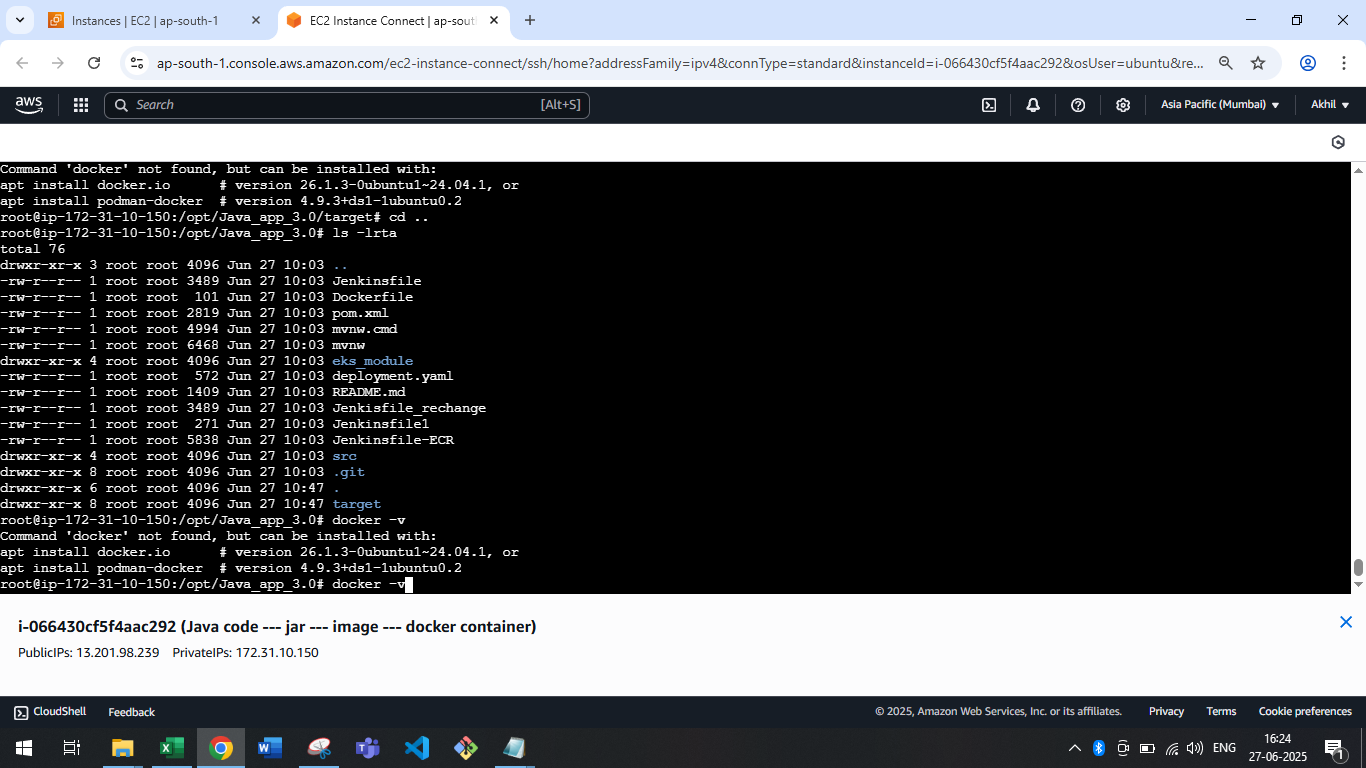 Instances | EC2 | ap-south-1
EC2 Instance Connect | ap-sout
ap-south-1.console.aws.amazon.com/ec2-instance-connect/ssh/home?addressFamily=ipv4&connType=standard&instanceId=i-066430cf5f4aac292&osUser=ubuntu&re...
aws Search [Alt+S] Asia Pacific (Mumbai) Akhil
Command 'docker' not found, but can be installed with:
apt install docker.io      # version 26.1.3-0ubuntu1~24.04.1, or
apt install podman-docker  # version 4.9.3+ds1-1ubuntu0.2
root@ip-172-31-10-150:/opt/Java_app_3.0/target# cd ..
root@ip-172-31-10-150:/opt/Java_app_3.0# ls -lrta
total 76
drwxr-xr-x 3 root root 4096 Jun 27 10:03 ..
-rw-r--r-- 1 root root 3489 Jun 27 10:03 Jenkinsfile
-rw-r--r-- 1 root root  101 Jun 27 10:03 Dockerfile
-rw-r--r-- 1 root root 2819 Jun 27 10:03 pom.xml
-rw-r--r-- 1 root root 4994 Jun 27 10:03 mvnw.cmd
-rw-r--r-- 1 root root 6468 Jun 27 10:03 mvnw
drwxr-xr-x 4 root root 4096 Jun 27 10:03 eks_module
-rw-r--r-- 1 root root  572 Jun 27 10:03 deployment.yaml
-rw-r--r-- 1 root root 1409 Jun 27 10:03 README.md
-rw-r--r-- 1 root root 3489 Jun 27 10:03 Jenkisfile_rechange
-rw-r--r-- 1 root root  271 Jun 27 10:03 Jenkinsfile1
-rw-r--r-- 1 root root 5838 Jun 27 10:03 Jenkinsfile-ECR
drwxr-xr-x 4 root root 4096 Jun 27 10:03 src
drwxr-xr-x 8 root root 4096 Jun 27 10:03 .git
drwxr-xr-x 6 root root 4096 Jun 27 10:47 .
drwxr-xr-x 8 root root 4096 Jun 27 10:47 target
root@ip-172-31-10-150:/opt/Java_app_3.0# docker -v
Command 'docker' not found, but can be installed with:
apt install docker.io      # version 26.1.3-0ubuntu1~24.04.1, or
apt install podman-docker  # version 4.9.3+ds1-1ubuntu0.2
root@ip-172-31-10-150:/opt/Java_app_3.0# docker -v
i-066430cf5f4aac292 (Java code --- jar --- image --- docker container)
PublicIPs: 13.201.98.239 PrivateIPs: 172.31.10.150
CloudShell Feedback © 2025, Amazon Web Services, Inc. or its affiliates. Privacy Terms Cookie preferences
ENG
16:24
27-06-2025
1